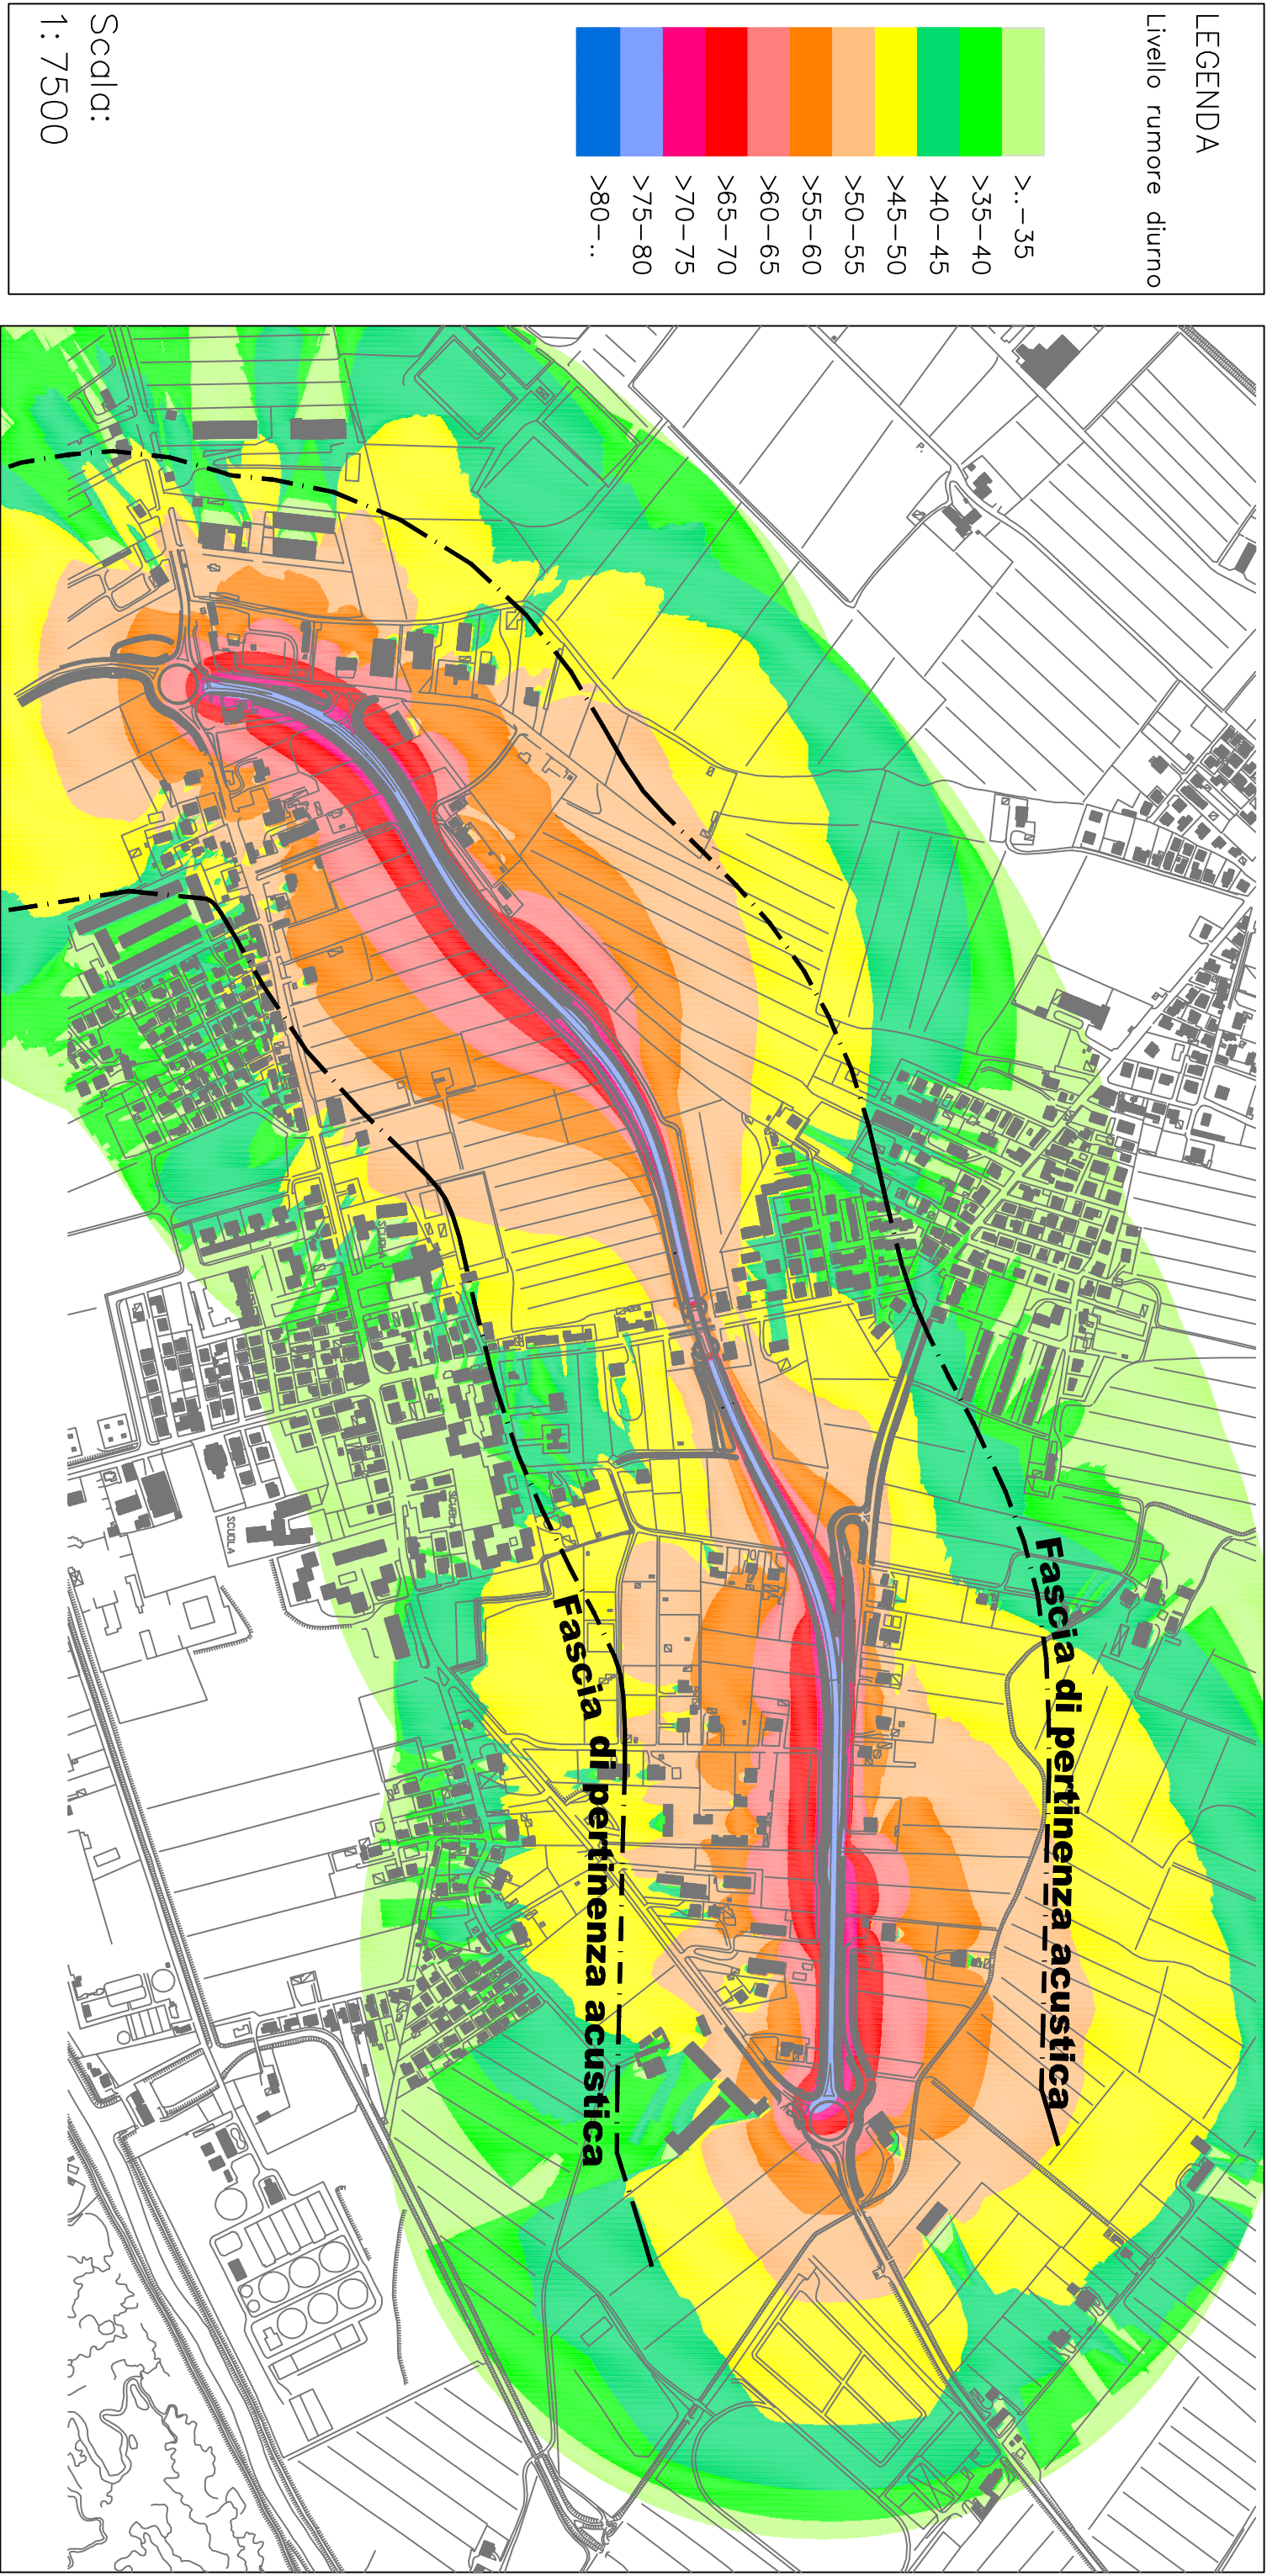 LEGENDA
Livello rumore diurno
>..-35
>35-40
>40-45
>45-50
>50-55
>55-60
>60-65
>65-70
>70-75
>75-80
>80-..
Scala:
1: 7500
Fascia di pertinenza acustica
Fascia di pertinenza acustica
P.
SCUOLA
SCUOLA
SCUOLA